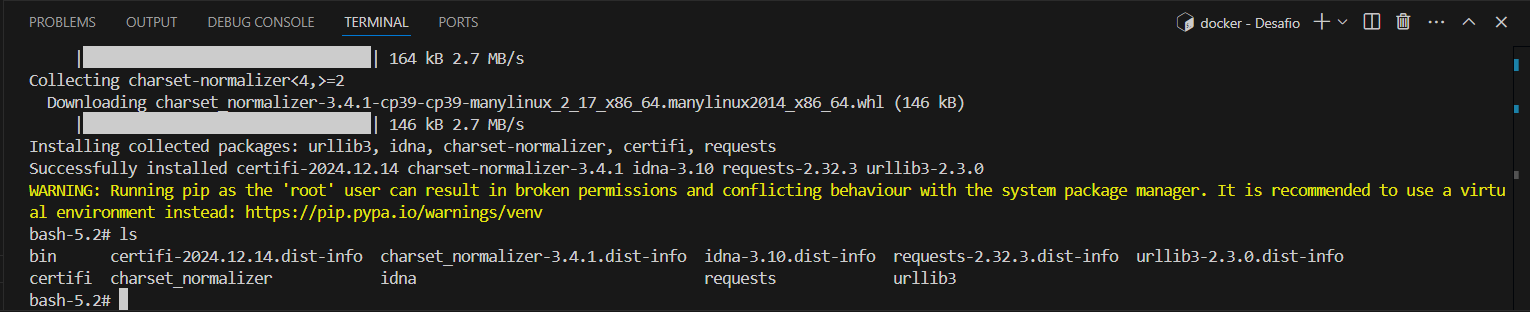 PROBLEMS OUTPUT DEBUG CONSOLE TERMINAL PORTS docker - Desafio
| | 164 kB 2.7 MB/s
Collecting charset-normalizer<4,>=2
Downloading charset_normalizer-3.4.1-cp39-cp39-manylinux_2_17_x86_64.manylinux2014_x86_64.whl (146 kB)
| | 146 kB 2.7 MB/s
Installing collected packages: urllib3, idna, charset-normalizer, certifi, requests
Successfully installed certifi-2024.12.14 charset-normalizer-3.4.1 idna-3.10 requests-2.32.3 urllib3-2.3.0
WARNING: Running pip as the 'root' user can result in broken permissions and conflicting behaviour with the system package manager. It is recommended to use a virtu
al environment instead: https://pip.pypa.io/warnings/venv
bash-5.2# ls
bin certifi-2024.12.14.dist-info charset_normalizer-3.4.1.dist-info idna-3.10.dist-info requests-2.32.3.dist-info urllib3-2.3.0.dist-info
certifi charset_normalizer idna requests urllib3
bash-5.2#